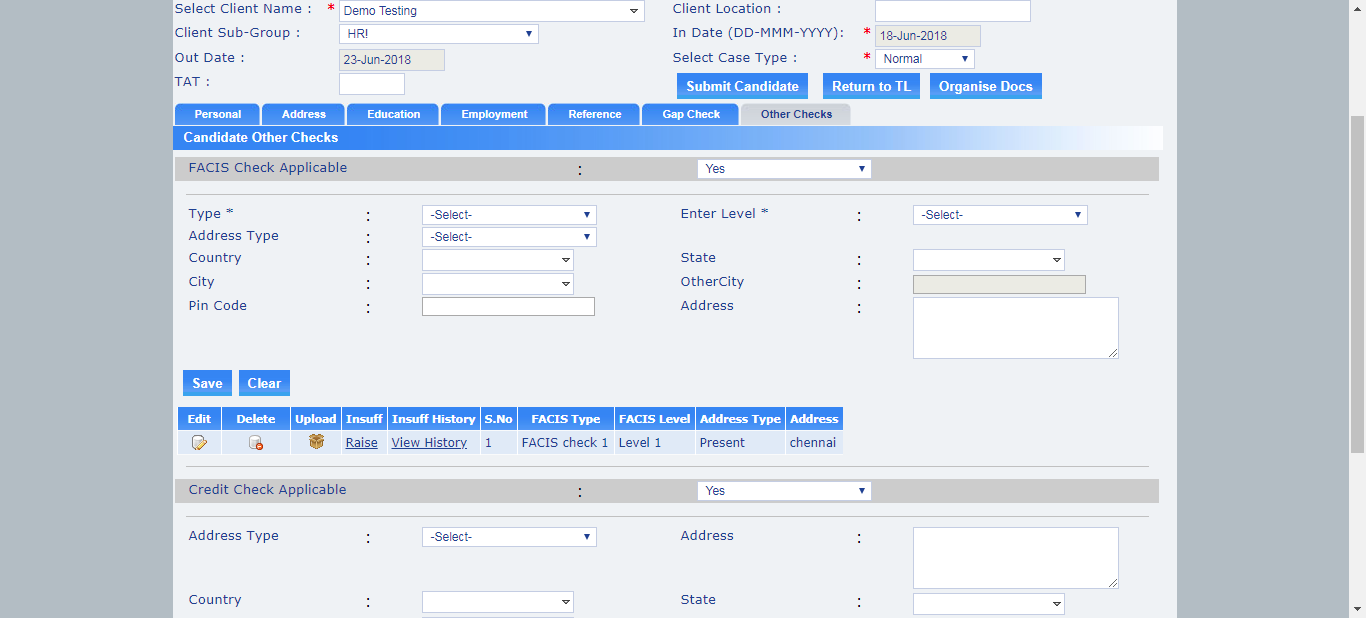 Select Client Name : * Demo Testing Client Location :
Client Sub-Group : HR! In Date (DD-MMM-YYYY): * 18-Jun-2018
Out Date : 23-Jun-2018 Select Case Type : * Normal
TAT :
Submit Candidate Return to TL Organise Docs
Personal Address Education Employment Reference Gap Check Other Checks
Candidate Other Checks
FACIS Check Applicable : Yes
Type * : -Select- Enter Level * : -Select-
Address Type : -Select-
Country : State :
City : OtherCity :
Pin Code : Address :
Save Clear
Edit Delete Upload Insuff Insuff History S.No FACIS Type FACIS Level Address Type Address
Raise View History 1 FACIS check 1 Level 1 Present chennai
Credit Check Applicable : Yes
Address Type : -Select- Address :
Country : State :